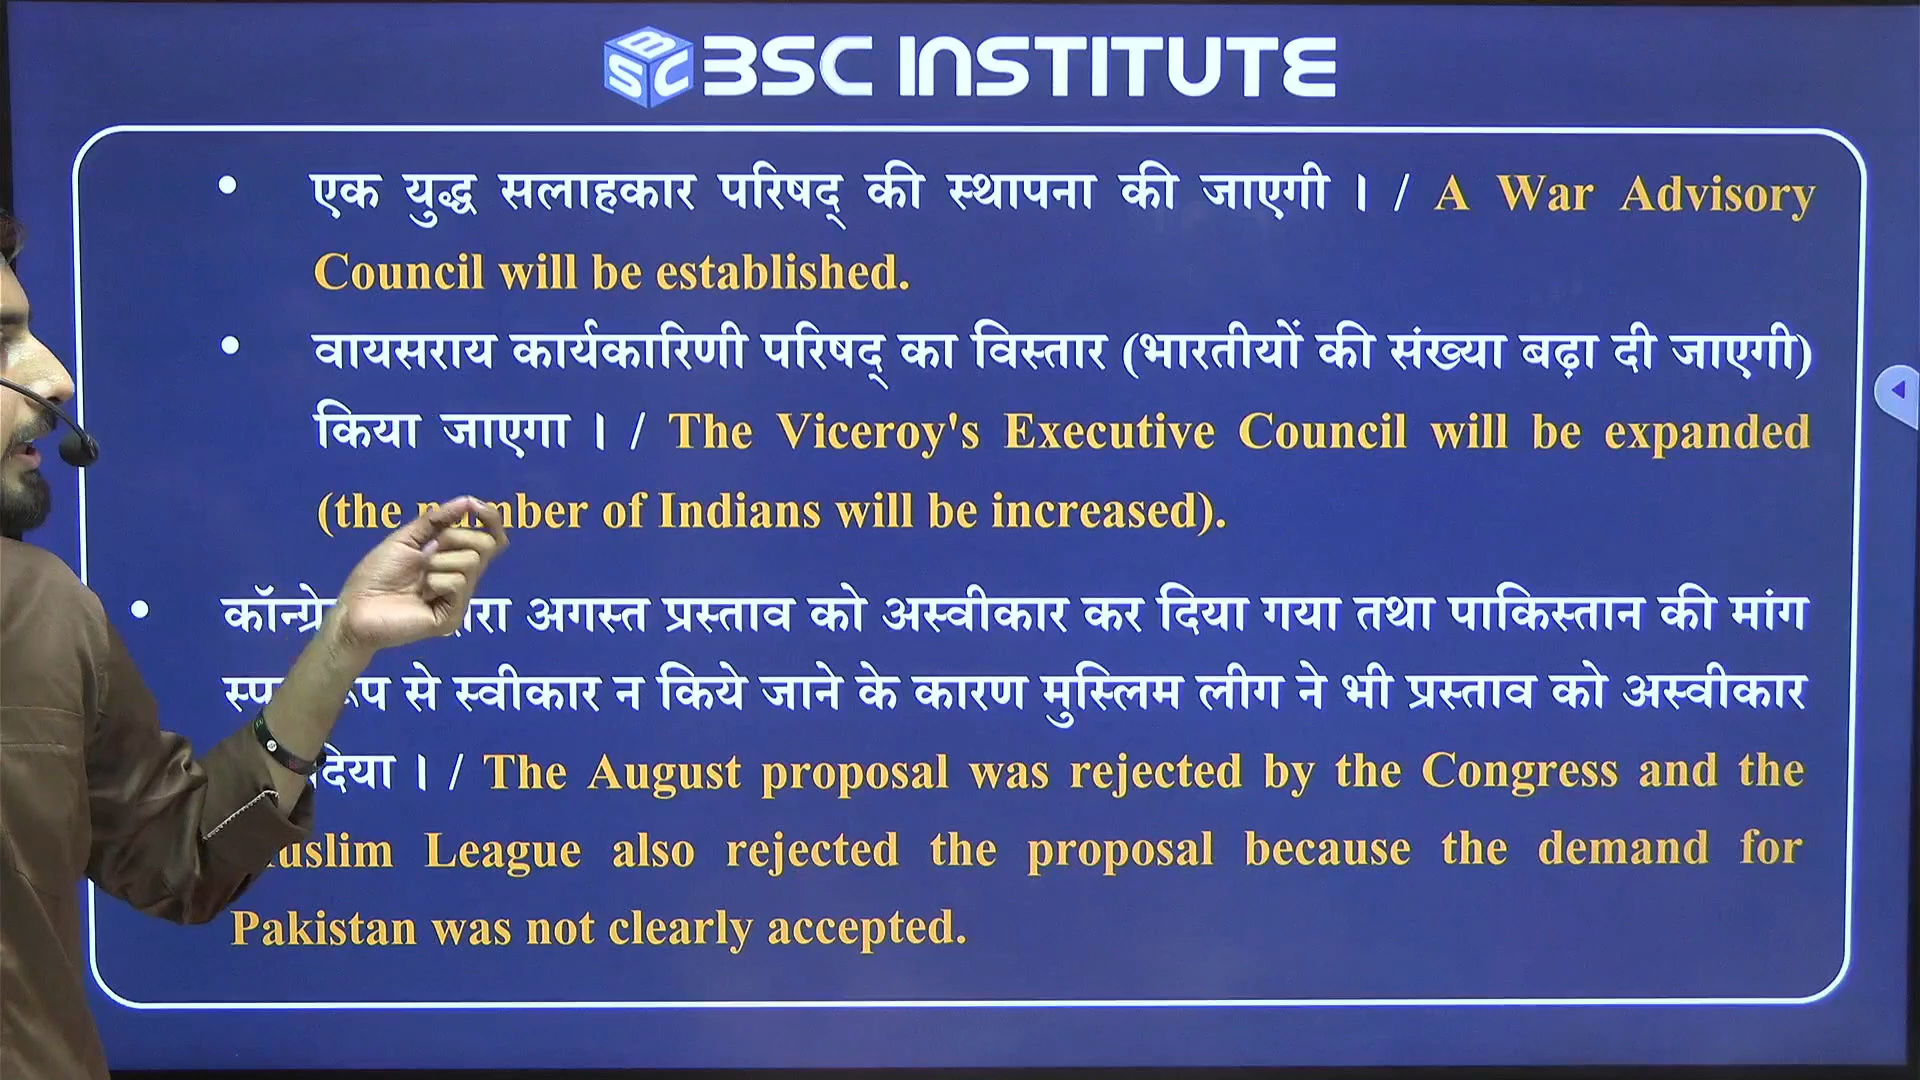 BSC
BSC INSTITUTE
• एक युद्ध सलाहकार परिषद् की स्थापना की जाएगी । / A War Advisory
Council will be established.
• वायसराय कार्यकारिणी परिषद् का विस्तार (भारतीयों की संख्या बढ़ा दी जाएगी)
किया जाएगा । / The Viceroy's Executive Council will be expanded
(the number of Indians will be increased).
• अगस्त प्रस्ताव को अस्वीकार कर दिया गया तथा पाकिस्तान की मांग
से स्वीकार न किये जाने के कारण मुस्लिम लीग ने भी प्रस्ताव को अस्वीकार
दिया । / The August proposal was rejected by the Congress and the
Muslim League also rejected the proposal because the demand for
Pakistan was not clearly accepted.